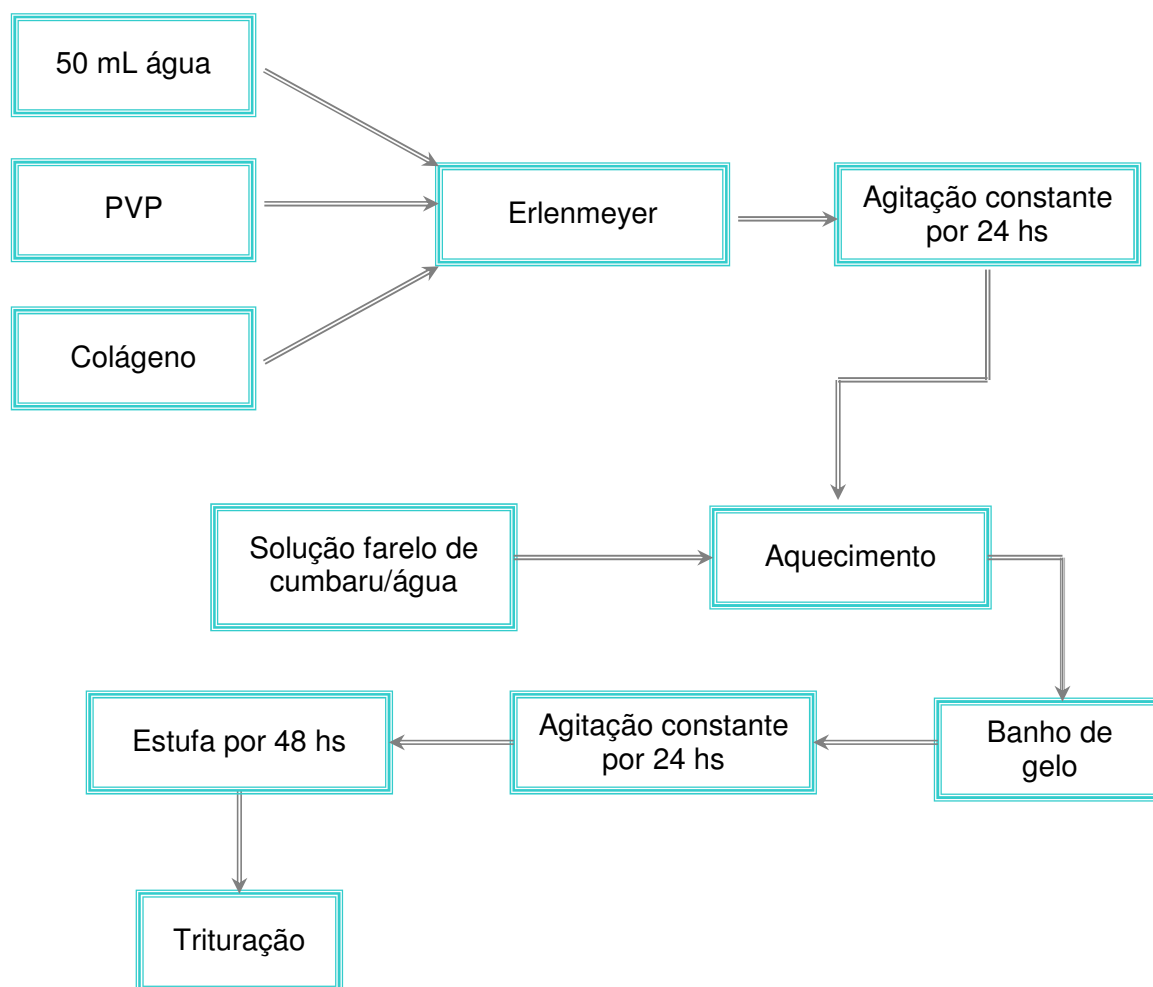 50 mL água
PVP
Colágeno
Erlenmeyer
Agitação constante
por 24 hs
Solução farelo de
cumbaru/água
Aquecimento
Banho de
gelo
Agitação constante
por 24 hs
Estufa por 48 hs
Trituração